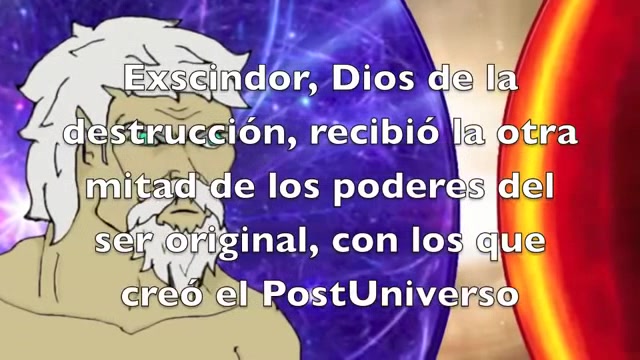 Exscindor, Dios de la
destrucción, recibió la otra
mitad de los poderes del
ser original, con los que
creó el PostUniverso